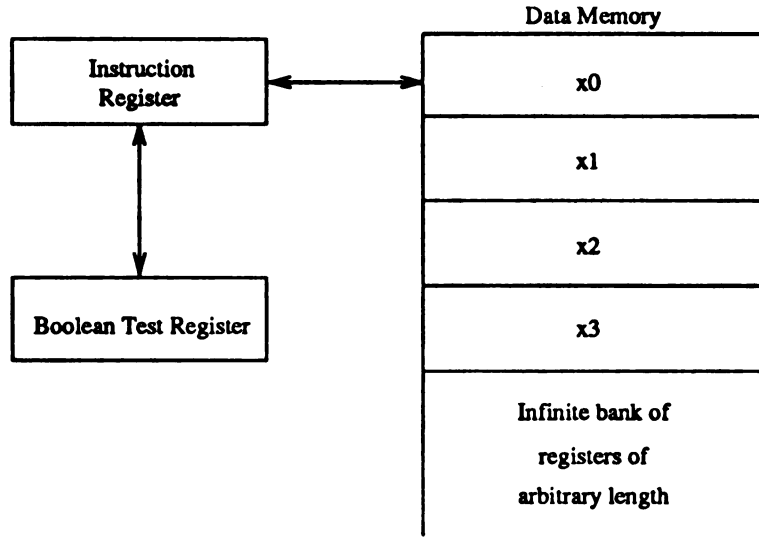 Data Memory
Instruction
Register
x0
x1
x2
Boolean Test Register
x3
Infinite bank of
registers of
arbitrary length